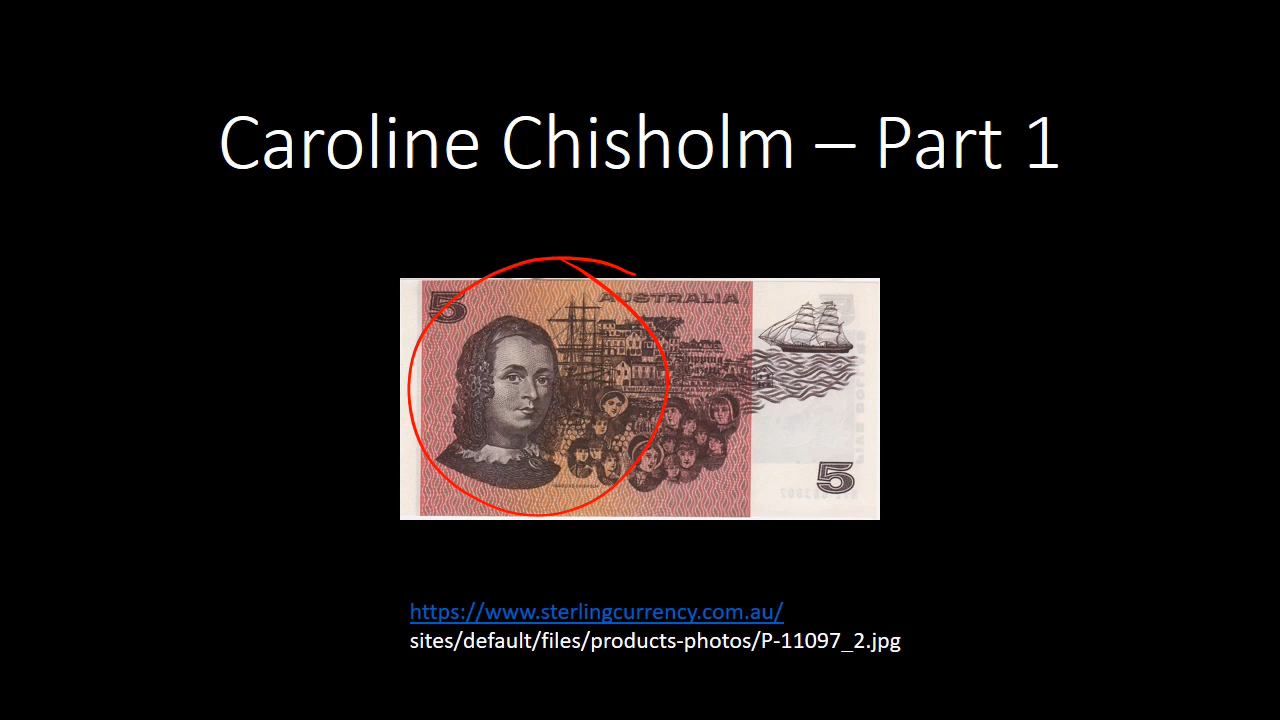 Caroline Chisholm – Part 1
5
AUSTRALIA
5
https://www.sterlingcurrency.com.au/
sites/default/files/products-photos/P-11097_2.jpg